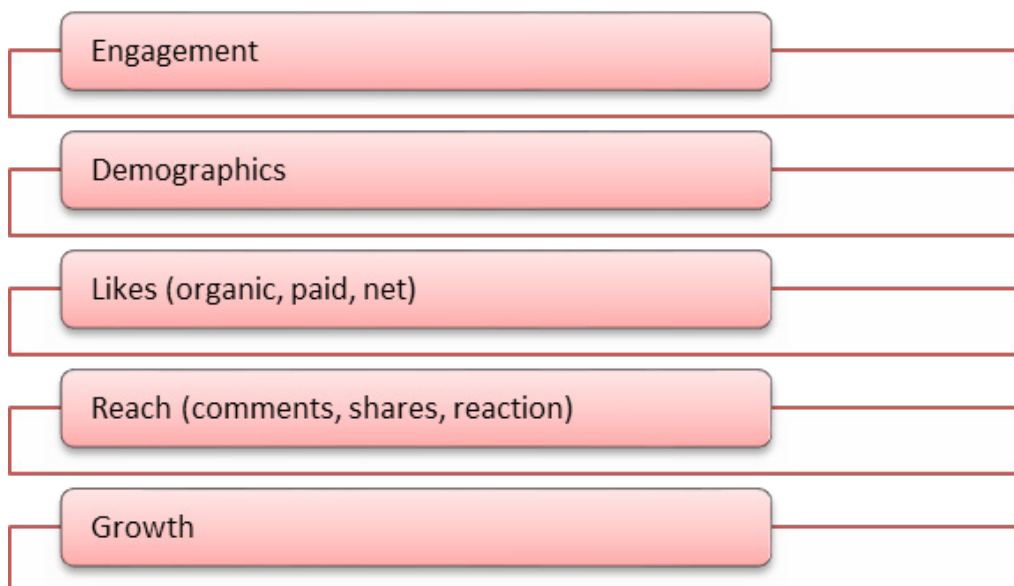 Engagement
Demographics
Likes (organic, paid, net)
Reach (comments, shares, reaction)
Growth